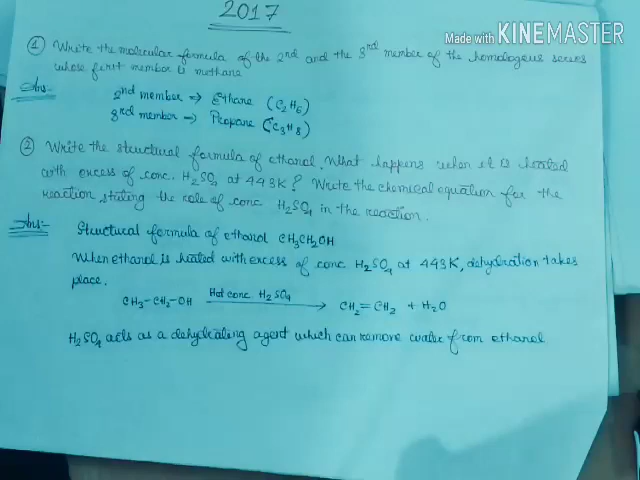 Made with KINEMASTER
2017
① Write the molecular formula of the 2nd and the 3rd member of the homologous series
whose first member is methane
Ans:-
2nd member ⇒ Ethane (C2H6)
3rd member ⇒ Propane (C3H8)
② Write the structural formula of ethanol. What happens when it is heated
with excess of conc. H2SO4 at 443K? Write the chemical equation for the
reaction stating the role of conc H2SO4 in the reaction.
Ans:-
Structural formula of ethanol CH3CH2OH
When ethanol is heated with excess of conc H2SO4 at 443K, dehydration takes
place.
CH3-CH2-OH Hot conc. H2SO4 → CH2=CH2 + H2O
H2SO4 acts as a dehydrating agent which can remove water from ethanol